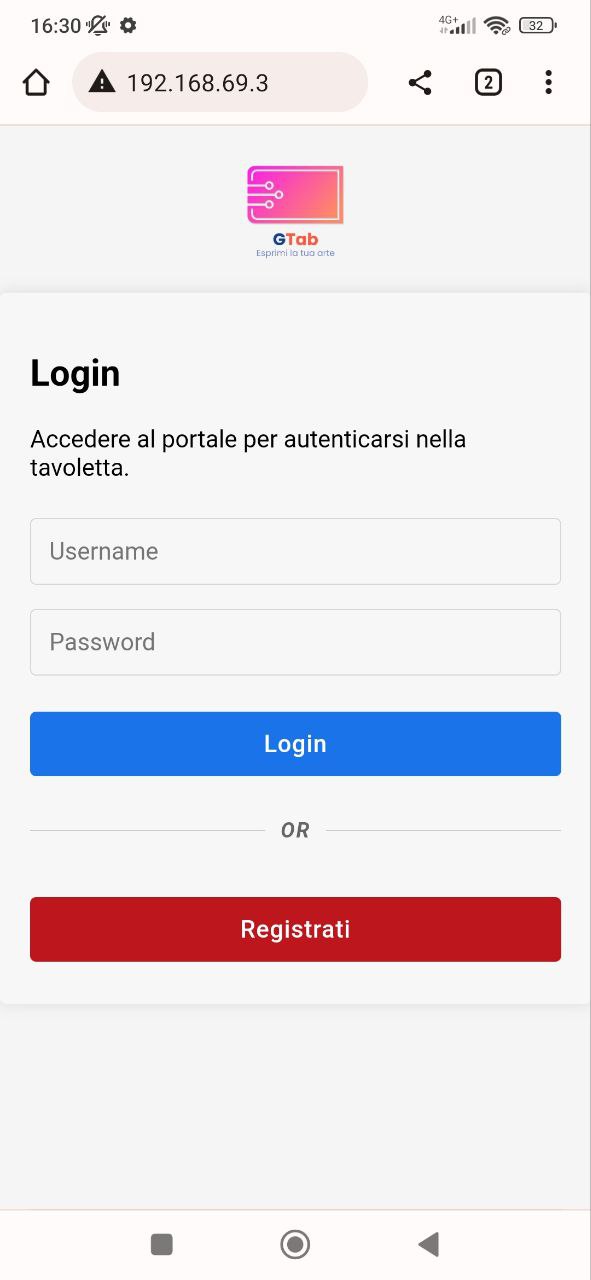 16:30 4G+ 32
192.168.69.3 2
GTab
Esprimi la tua arte
Login
Accedere al portale per autenticarsi nella
tavoletta.
Username
Password
Login
OR
Registrati